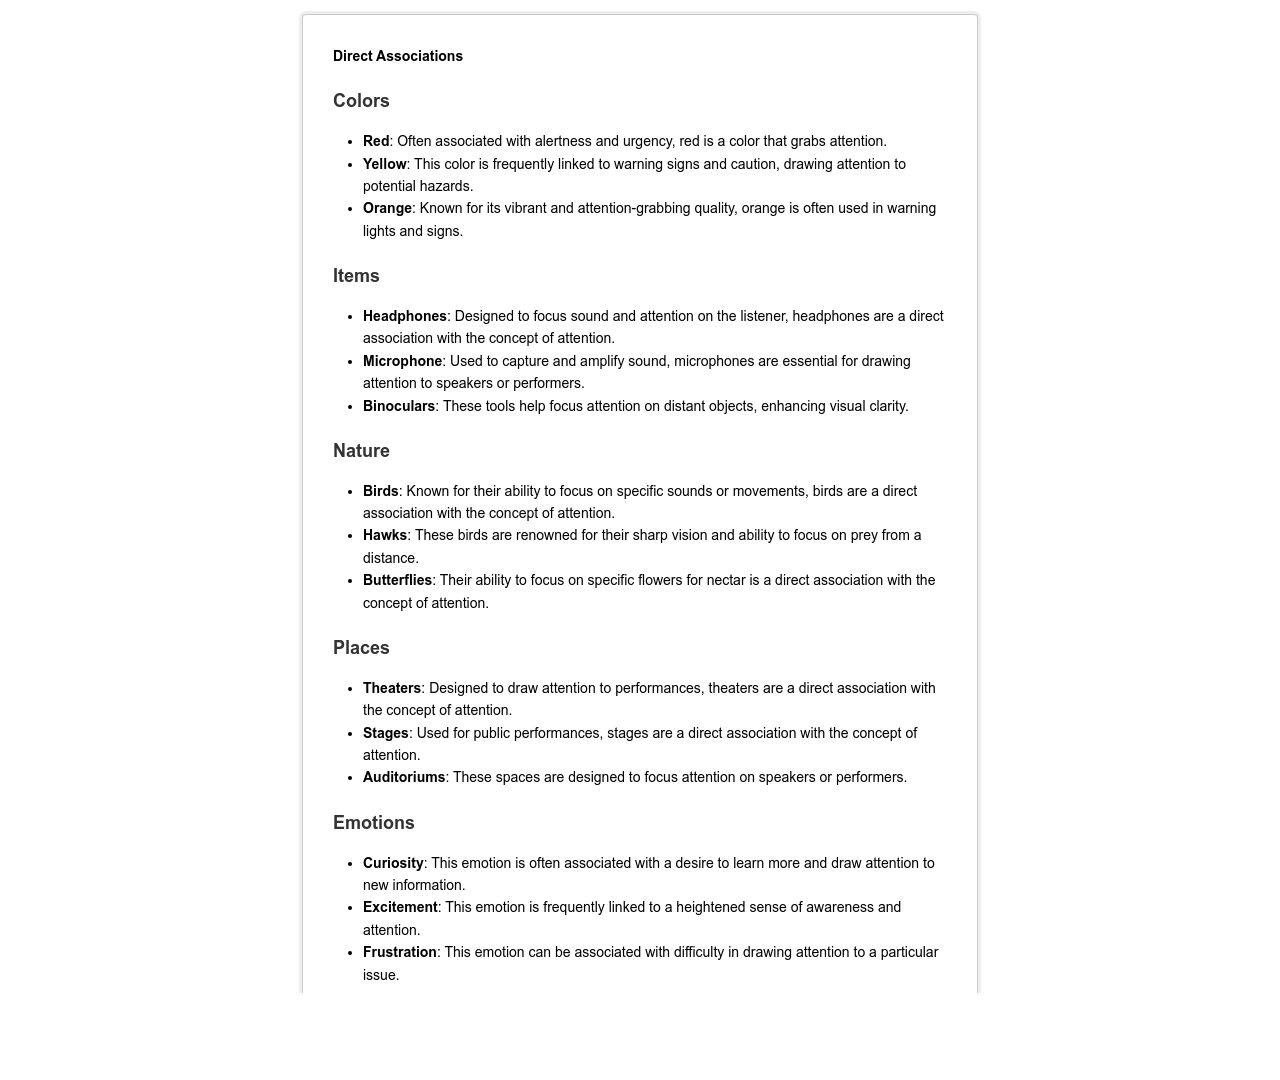 Direct Associations
Colors
• Red: Often associated with alertness and urgency, red is a color that grabs attention.
• Yellow: This color is frequently linked to warning signs and caution, drawing attention to
potential hazards.
• Orange: Known for its vibrant and attention-grabbing quality, orange is often used in warning
lights and signs.
Items
• Headphones: Designed to focus sound and attention on the listener, headphones are a direct
association with the concept of attention.
• Microphone: Used to capture and amplify sound, microphones are essential for drawing
attention to speakers or performers.
• Binoculars: These tools help focus attention on distant objects, enhancing visual clarity.
Nature
• Birds: Known for their ability to focus on specific sounds or movements, birds are a direct
association with the concept of attention.
• Hawks: These birds are renowned for their sharp vision and ability to focus on prey from a
distance.
• Butterflies: Their ability to focus on specific flowers for nectar is a direct association with the
concept of attention.
Places
• Theaters: Designed to draw attention to performances, theaters are a direct association with
the concept of attention.
• Stages: Used for public performances, stages are a direct association with the concept of
attention.
• Auditoriums: These spaces are designed to focus attention on speakers or performers.
Emotions
• Curiosity: This emotion is often associated with a desire to learn more and draw attention to
new information.
• Excitement: This emotion is frequently linked to a heightened sense of awareness and
attention.
• Frustration: This emotion can be associated with difficulty in drawing attention to a particular
issue.